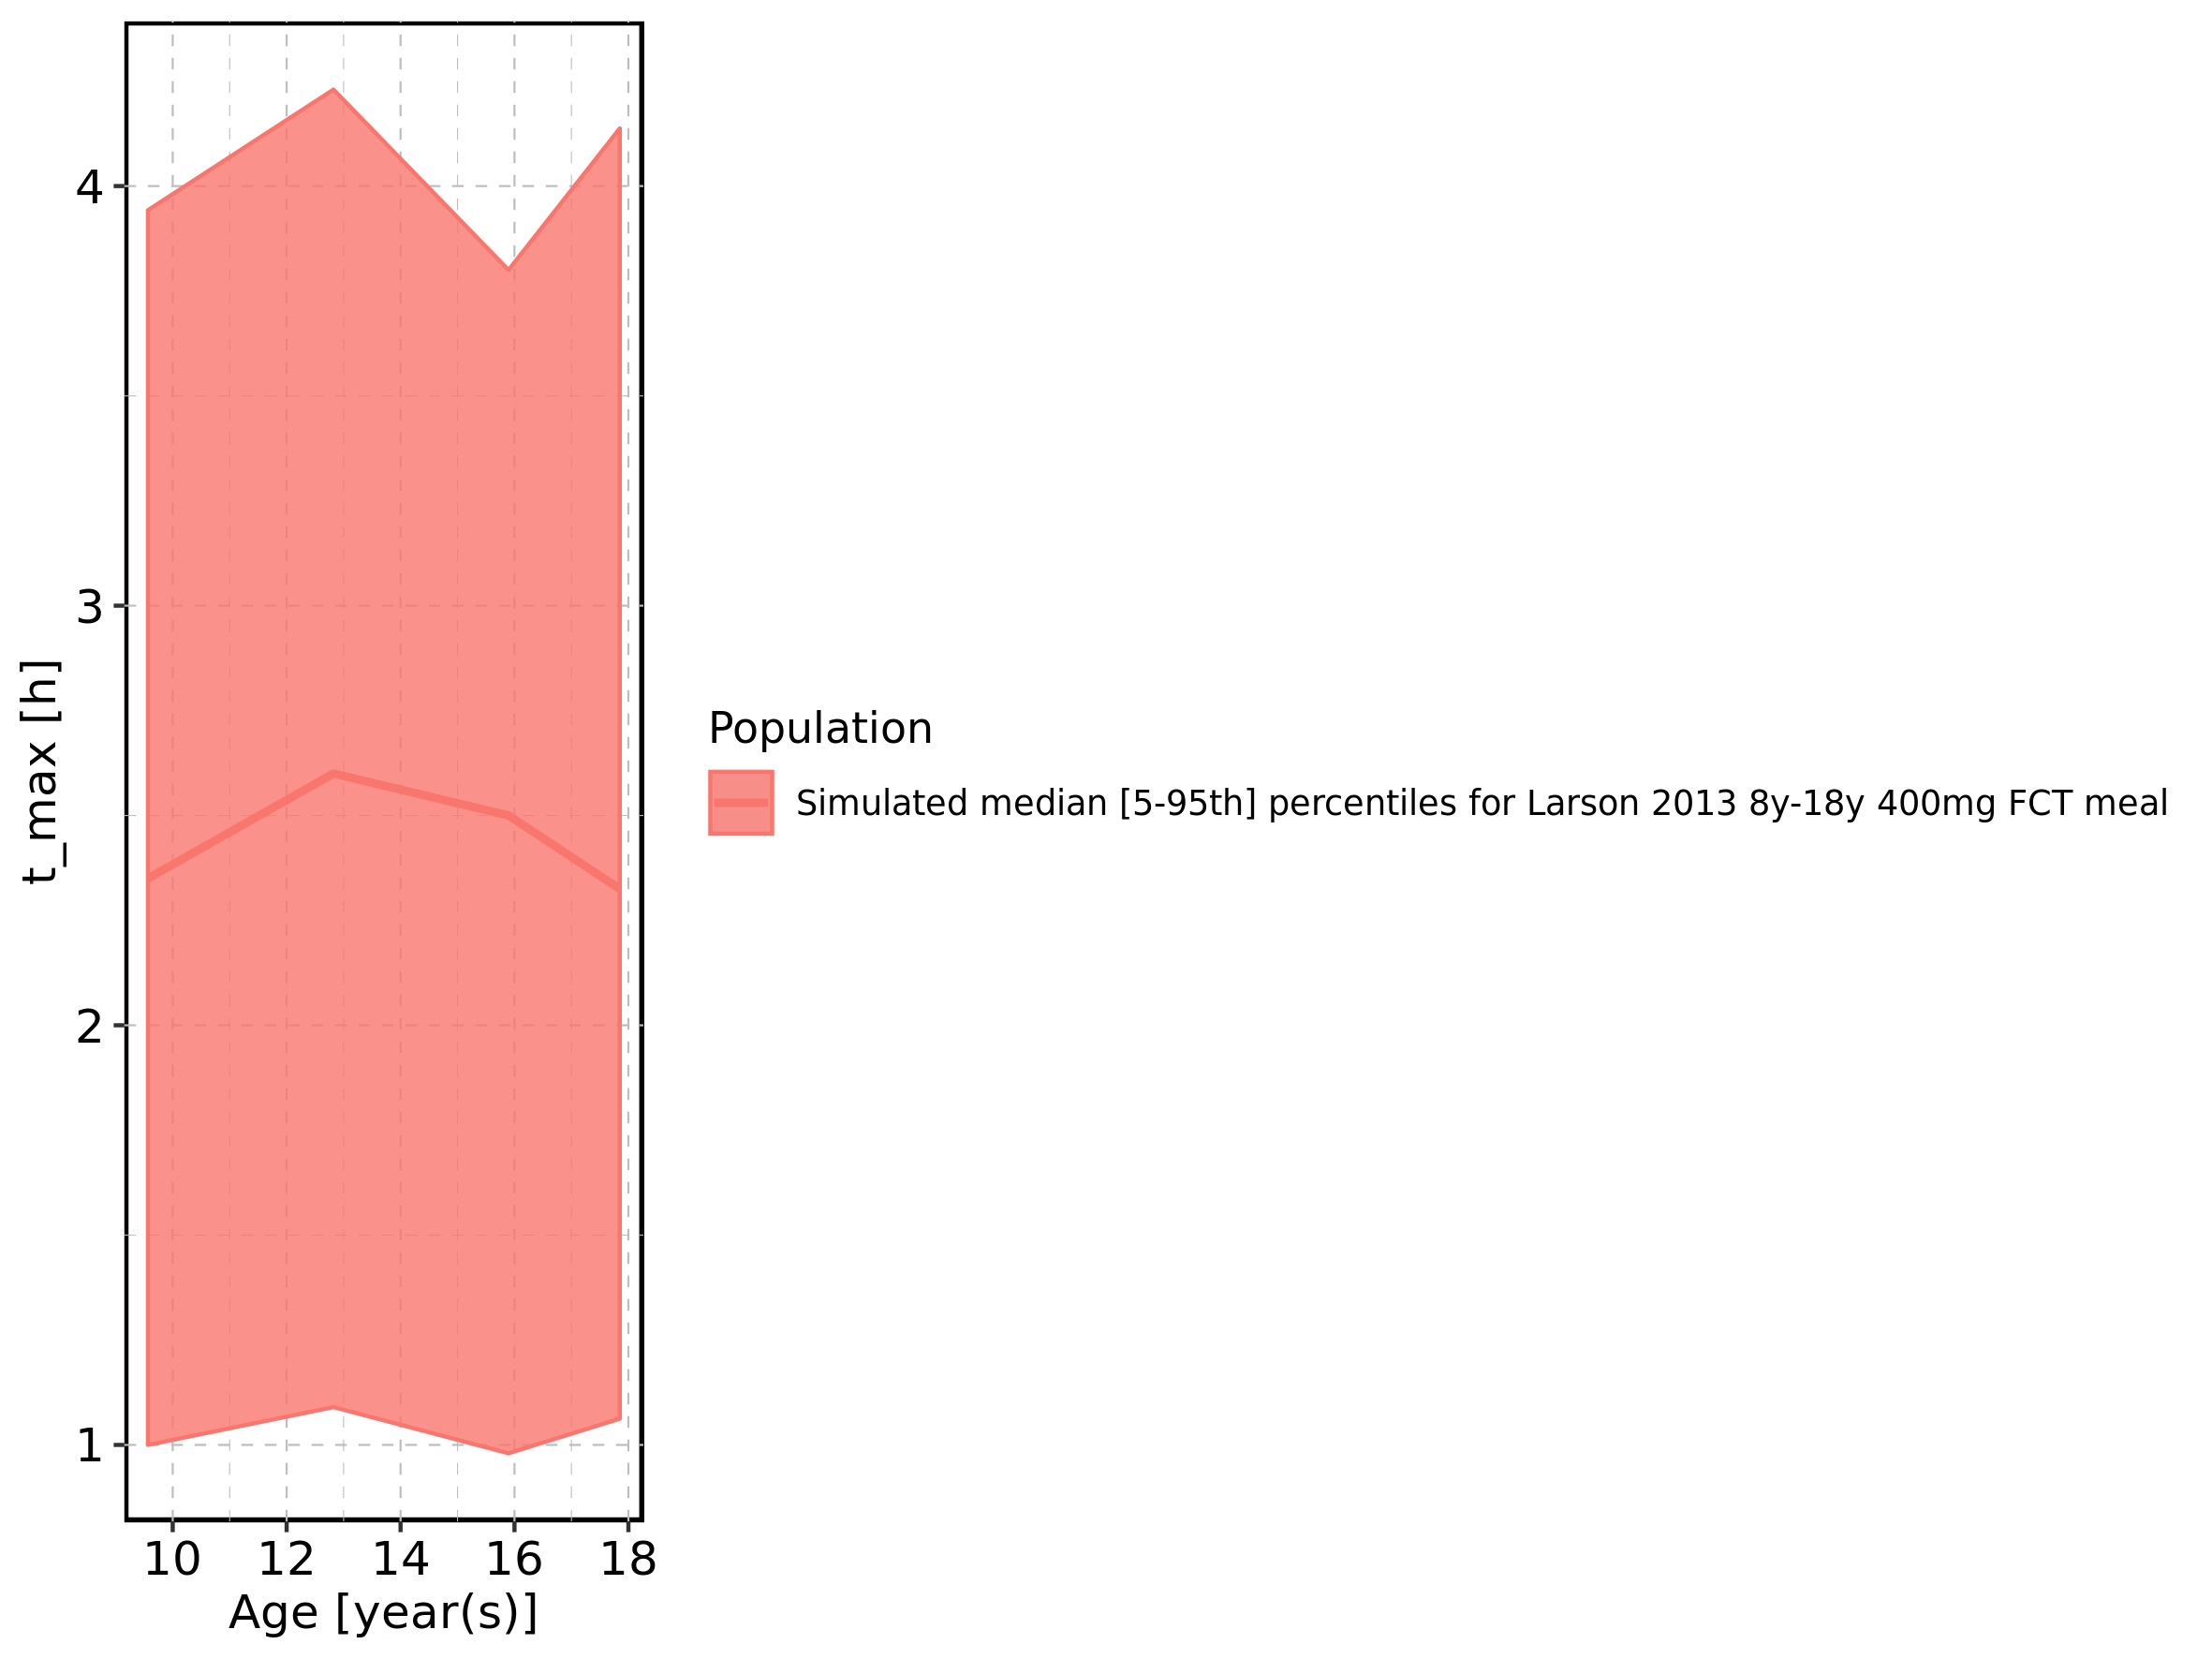 4
3
2
1
t_max [h]
10 12 14 16 18
Age [year(s)]
Population
Simulated median [5-95th] percentiles for Larson 2013 8y-18y 400mg FCT meal